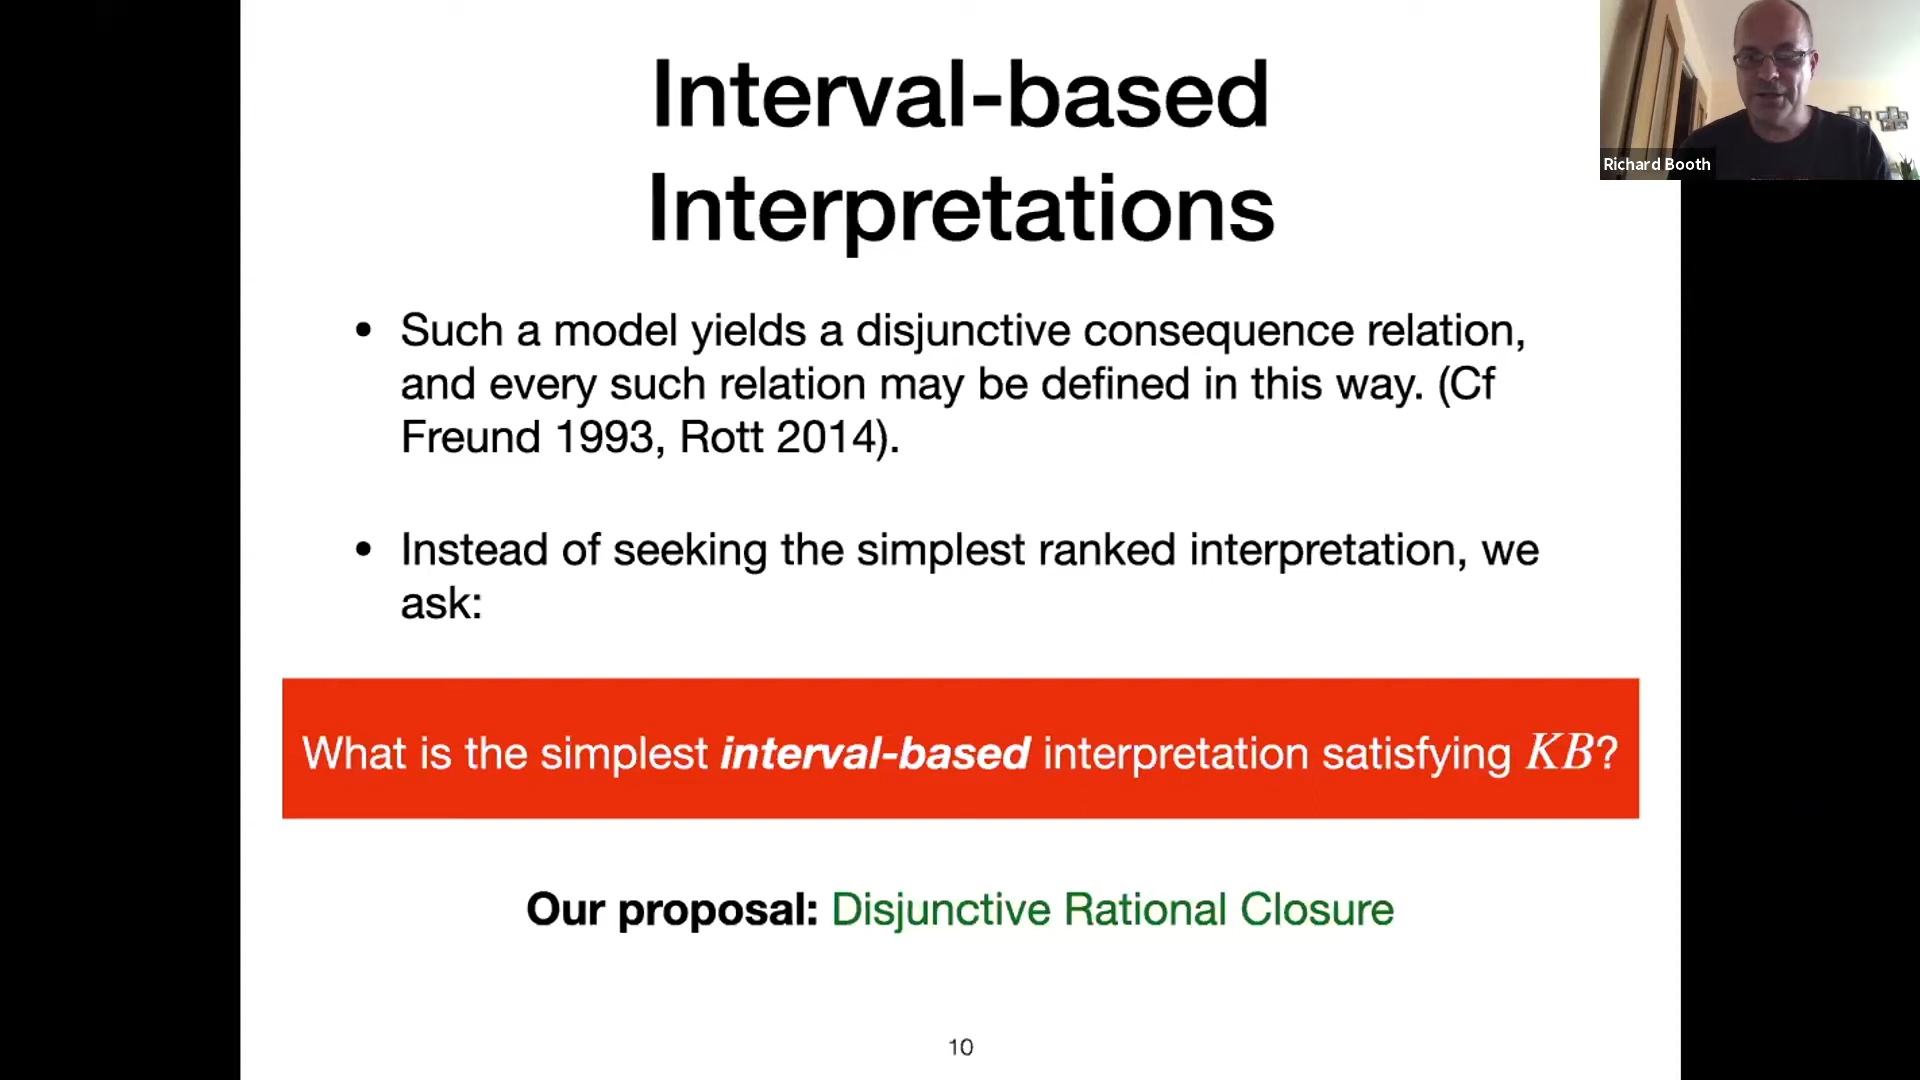 Interval-based
Interpretations
Richard Booth
• Such a model yields a disjunctive consequence relation,
and every such relation may be defined in this way. (Cf
Freund 1993, Rott 2014).
• Instead of seeking the simplest ranked interpretation, we
ask:
What is the simplest interval-based interpretation satisfying KB?
Our proposal: Disjunctive Rational Closure
10